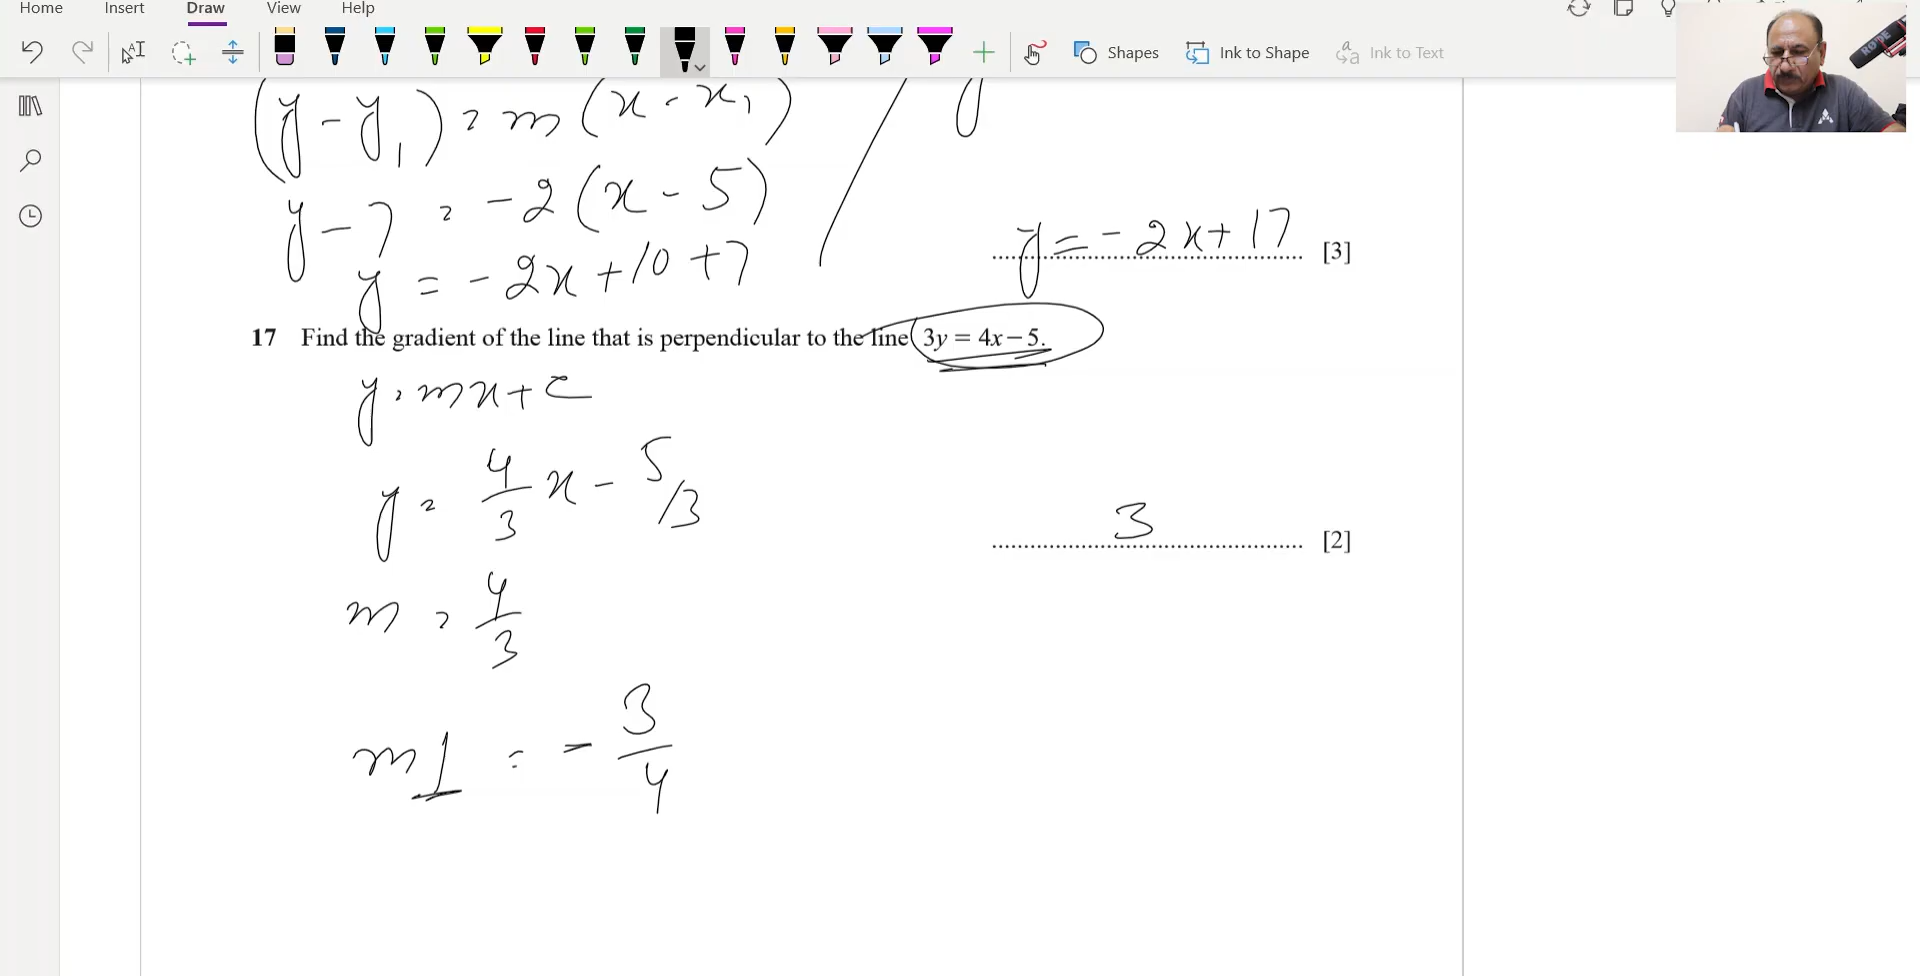 Home Insert Draw View Help
Shapes Ink to Shape Ink to Text
RØDE
(y - y₁) = m(x - x₁)
y - 7 = -2(x - 5)
y = -2x + 10 + 7
y = -2x + 17 [3]
17 Find the gradient of the line that is perpendicular to the line 3y = 4x – 5.
y = mx + c
y = 4/3 x - 5/3
3 [2]
m = 4/3
m⊥ = - 3/4